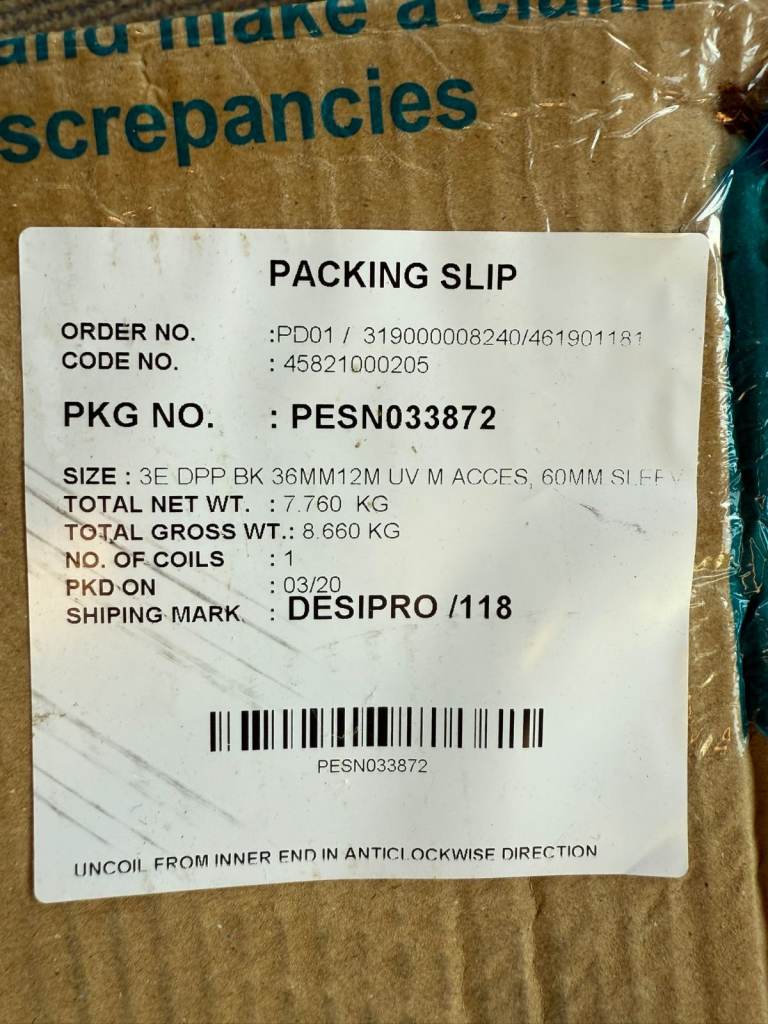 and make a claim
screpancies
PACKING SLIP
ORDER NO. :PD01 / 319000008240/461901181
CODE NO. : 45821000205
PKG NO. : PESN033872
SIZE : 3E DPP BK 36MM12M UV M ACCES, 60MM SLEEV
TOTAL NET WT. : 7.760 KG
TOTAL GROSS WT.: 8.660 KG
NO. OF COILS : 1
PKD ON : 03/20
SHIPING MARK : DESIPRO /118
PESN033872
UNCOIL FROM INNER END IN ANTICLOCKWISE DIRECTION